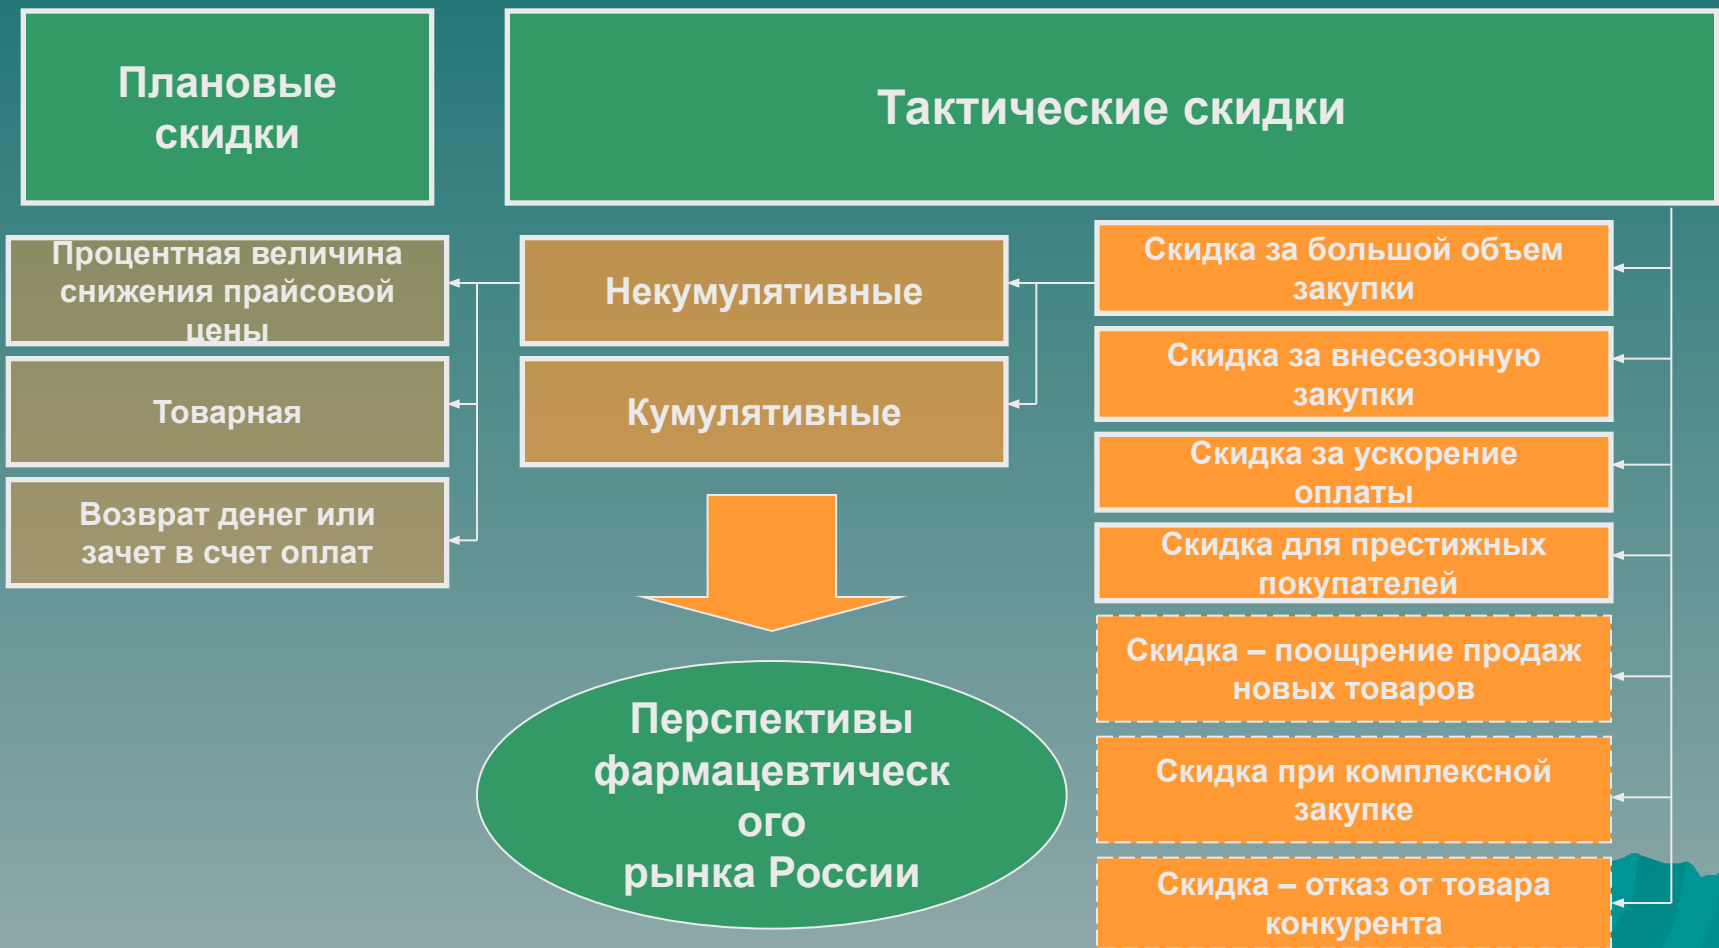 Плановые
скидки
Тактические скидки
Процентная величина
снижения прайсовой
цены
Товарная
Возврат денег или
зачет в счет оплат
Некумулятивные
Кумулятивные
Скидка за большой объем
закупки
Скидка за внесезонную
закупки
Скидка за ускорение
оплаты
Скидка для престижных
покупателей
Скидка – поощрение продаж
новых товаров
Скидка при комплексной
закупке
Скидка – отказ от товара
конкурента
Перспективы
фармацевтическ
ого
рынка России